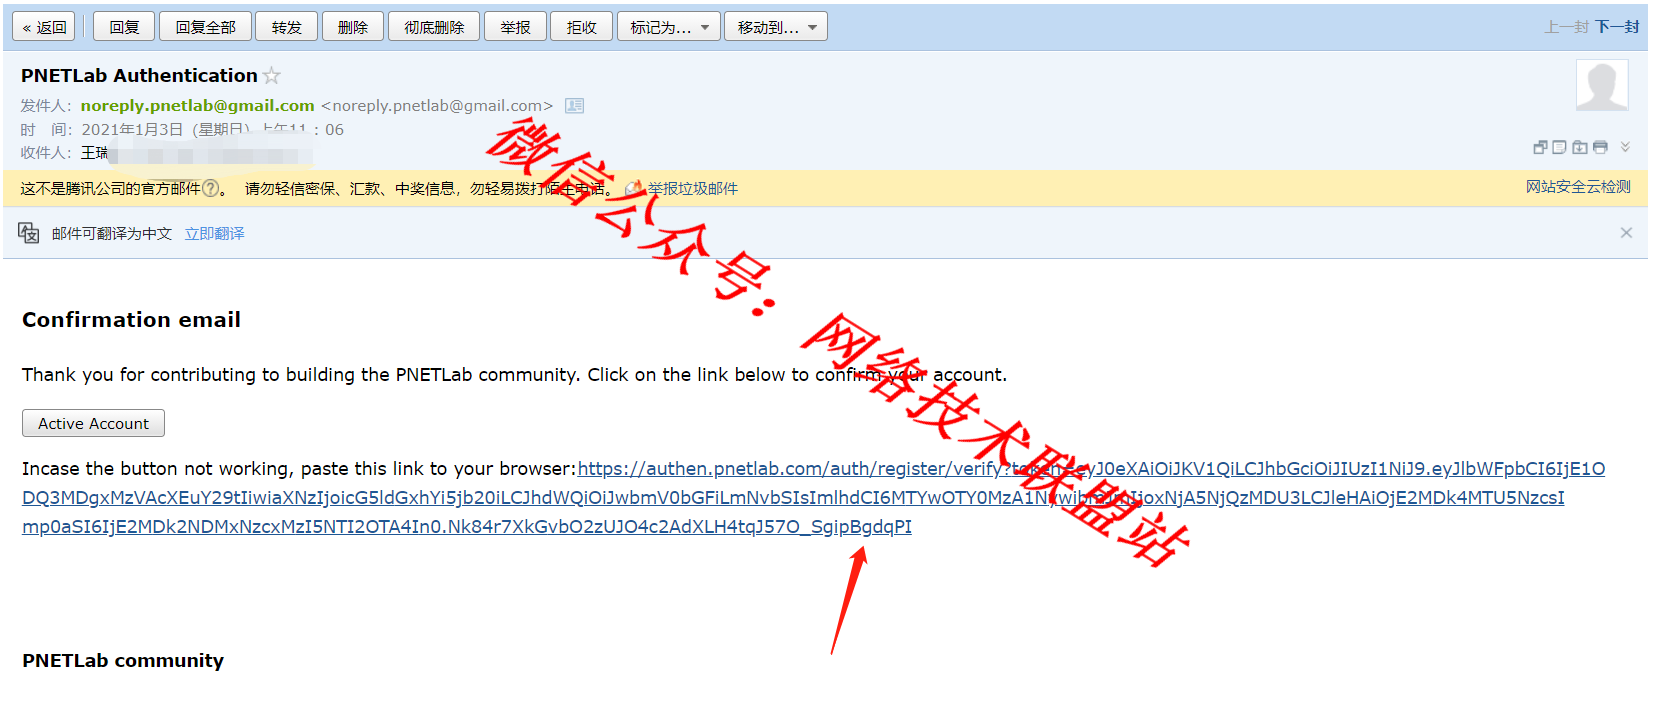 « 返回 回复 回复全部 转发 删除 彻底删除 举报 拒收 标记为... 移动到... 上一封 下一封
PNETLab Authentication
发件人：noreply.pnetlab@gmail.com <noreply.pnetlab@gmail.com>
时 间：2021年1月3日（星期日）上午11：06
收件人：王瑞
这不是腾讯公司的官方邮件?。 请勿轻信密保、汇款、中奖信息，勿轻易拨打陌生电话。 举报垃圾邮件 网站安全云检测
邮件可翻译为中文 立即翻译
微信公众号：网络技术联盟站
Confirmation email
Thank you for contributing to building the PNETLab community. Click on the link below to confirm your account.
Active Account
Incase the button not working, paste this link to your browser:https://authen.pnetlab.com/auth/register/verify?token=eyJ0eXAiOiJKV1QiLCJhbGciOiJIUzI1NiJ9.eyJlbWFpbCI6IjE1O
DQ3MDgxMzVAcXEuY29tIiwiaXNzIjoicG5ldGxhYi5jb20iLCJhdWQiOiJwbmV0bGFiLmNvbSIsImlhdCI6MTYwOTY0MzA1NywibmJmIjoxNjA5NjQzMDU3LCJleHAiOjE2MDk4MTU5NzcsI
mp0aSI6IjE2MDk2NDMxNzcxMzI5NTI2OTA4In0.Nk84r7XkGvbO2zUJO4c2AdXLH4tqJ57O_SgipBgdqPI
PNETLab community